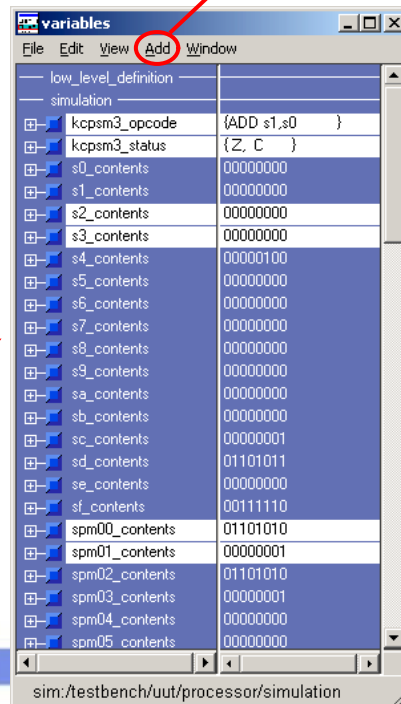 variables
File Edit View Add Window
low_level_definition
simulation
kcpsm3_opcode {ADD s1,s0 }
kcpsm3_status {Z, C }
s0_contents 00000000
s1_contents 00000000
s2_contents 00000000
s3_contents 00000000
s4_contents 00000100
s5_contents 00000000
s6_contents 00000000
s7_contents 00000000
s8_contents 00000000
s9_contents 00000000
sa_contents 00000000
sb_contents 00000000
sc_contents 00000001
sd_contents 01101011
se_contents 00000000
sf_contents 00111110
spm00_contents 01101010
spm01_contents 00000001
spm02_contents 01101010
spm03_contents 00000001
spm04_contents 00000000
spm05_contents 00000000
sim:/testbench/uut/processor/simulation